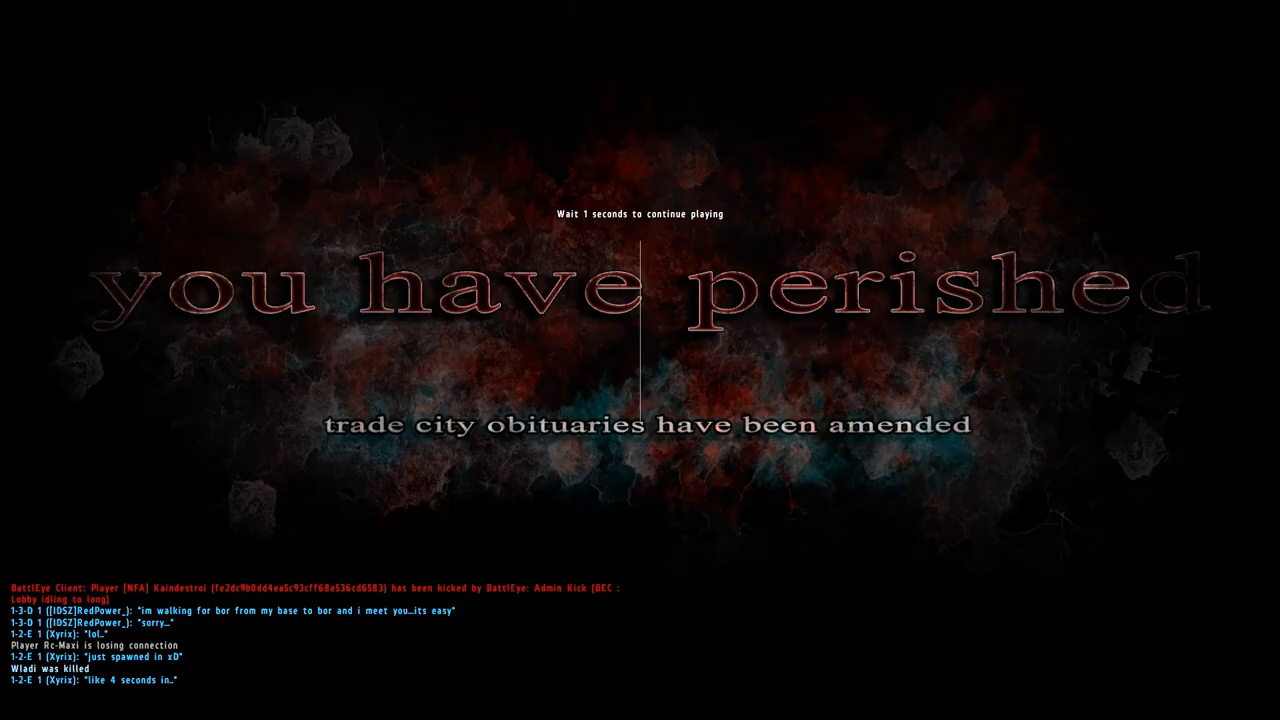 Wait 1 seconds to continue playing
you have perished
trade city obituaries have been amended
BattlEye Client: Player [NFA] Kaindestroi (fe2dc9b0dd4ea5c93cff68e536cd6583) has been kicked by BattlEye: Admin Kick (BEC :
Lobby idling to long)
1-3-D 1 ([IDSZ]RedPower_): "im walking for bor from my base to bor and i meet you...its easy"
1-3-D 1 ([IDSZ]RedPower_): "sorry..."
1-2-E 1 (Xyrix): "lol.."
Player Rc-Maxi is losing connection
1-2-E 1 (Xyrix): "just spawned in xD"
Wladi was killed
1-2-E 1 (Xyrix): "like 4 seconds in.."